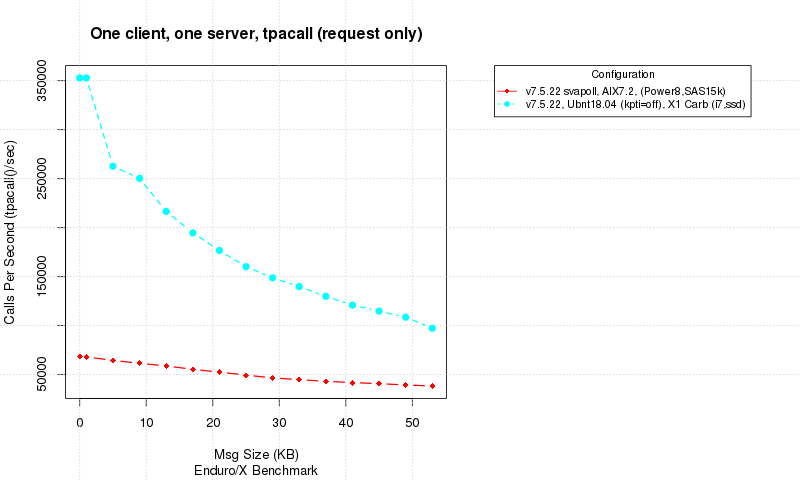 One client, one server, tpacall (request only)
Configuration
v7.5.22 svapoll, AIX7.2, (Power8,SAS15k)
v7.5.22, Ubnt18.04 (kpti=off), X1 Carb (i7,ssd)
Calls Per Second (tpacall()/sec)
350000
250000
150000
50000
0 10 20 30 40 50
Msg Size (KB)
Enduro/X Benchmark